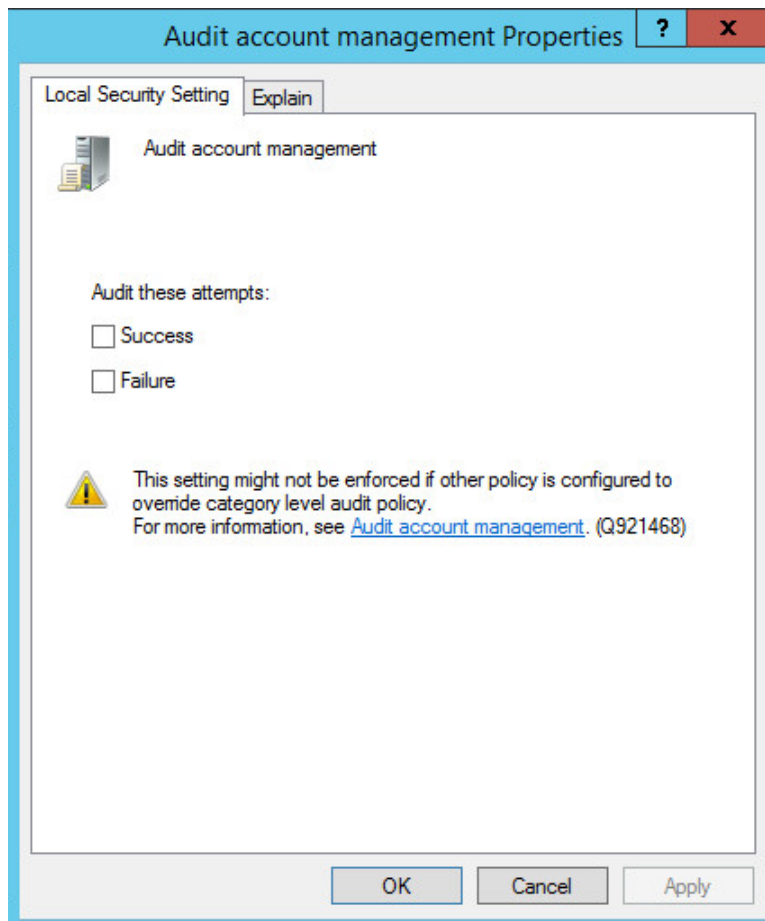 Audit account management Properties ? x
Local Security Setting Explain
Audit account management
Audit these attempts:
Success
Failure
This setting might not be enforced if other policy is configured to
override category level audit policy.
For more information, see Audit account management. (Q921468)
OK Cancel Apply